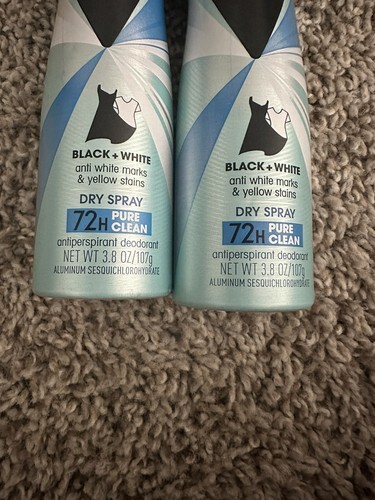 BLACK + WHITE
anti white marks
& yellow stains
DRY SPRAY
72H PURE CLEAN
antiperspirant deodorant
NET WT 3.8 OZ/107g
ALUMINUM SESQUICHLOROHYDRATE
BLACK + WHITE
anti white marks
& yellow stains
DRY SPRAY
72H PURE CLEAN
antiperspirant deodorant
NET WT 3.8 OZ/107g
ALUMINUM SESQUICHLOROHYDRATE